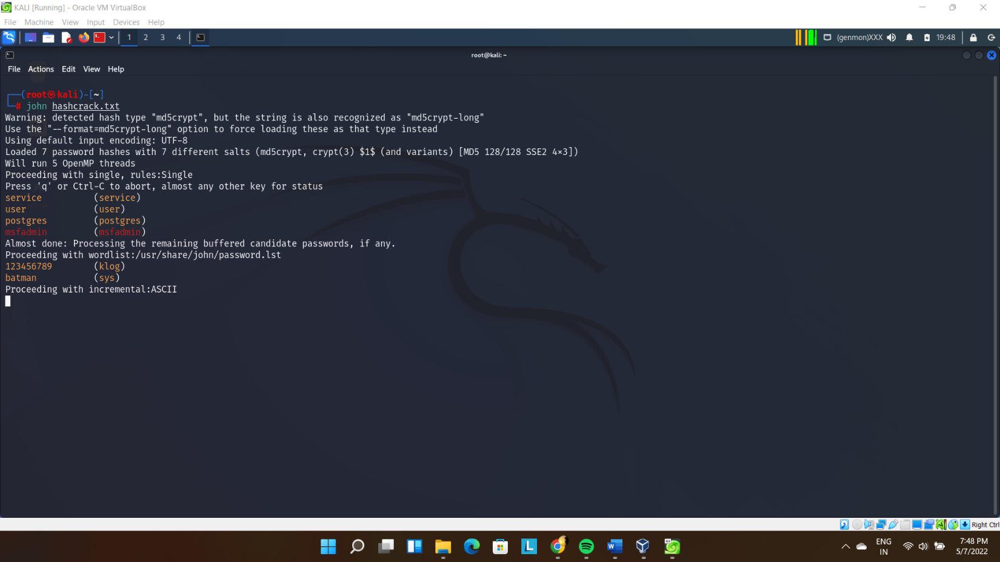 KALI [Running] - Oracle VM VirtualBox
File Machine View Input Devices Help
1 2 3 4 (genmon)XXX 19:48
root@kali: ~
File Actions Edit View Help
(root㉿kali)-[~]
# john hashcrack.txt
Warning: detected hash type "md5crypt", but the string is also recognized as "md5crypt-long"
Use the "--format=md5crypt-long" option to force loading these as that type instead
Using default input encoding: UTF-8
Loaded 7 password hashes with 7 different salts (md5crypt, crypt(3) $1$ (and variants) [MD5 128/128 SSE2 4×3])
Will run 5 OpenMP threads
Proceeding with single, rules:Single
Press 'q' or Ctrl-C to abort, almost any other key for status
service (service)
user (user)
postgres (postgres)
msfadmin (msfadmin)
Almost done: Processing the remaining buffered candidate passwords, if any.
Proceeding with wordlist:/usr/share/john/password.lst
123456789 (klog)
batman (sys)
Proceeding with incremental:ASCII
Right Ctrl
ENG
IN
7:48 PM
5/7/2022